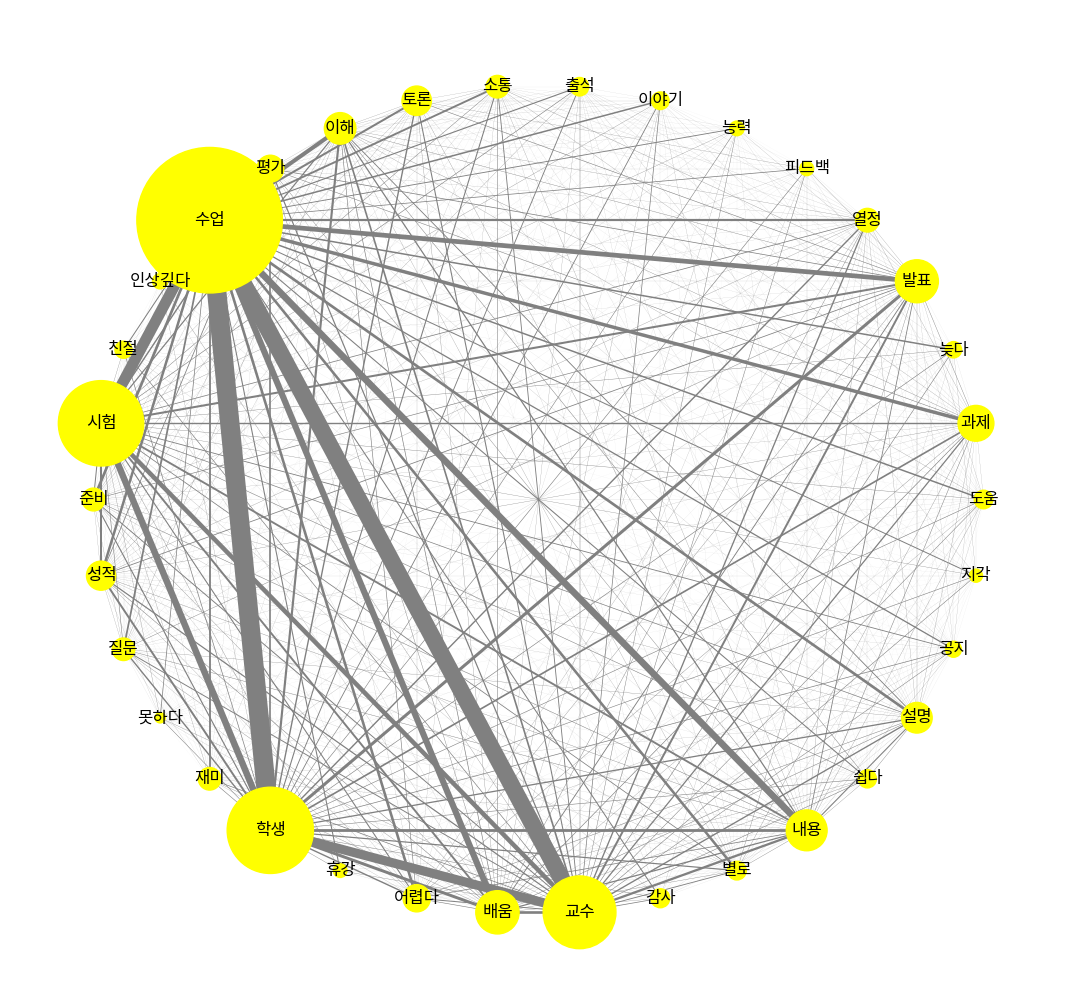 소통
출석
토론
이야기
이해
능력
평가
피드백
수업
열정
인상깊다
발표
친절
늦다
시험
과제
준비
도움
성적
지각
질문
공지
못하다
설명
재미
쉽다
학생
내용
휴강
별로
어렵다
감사
배움
교수